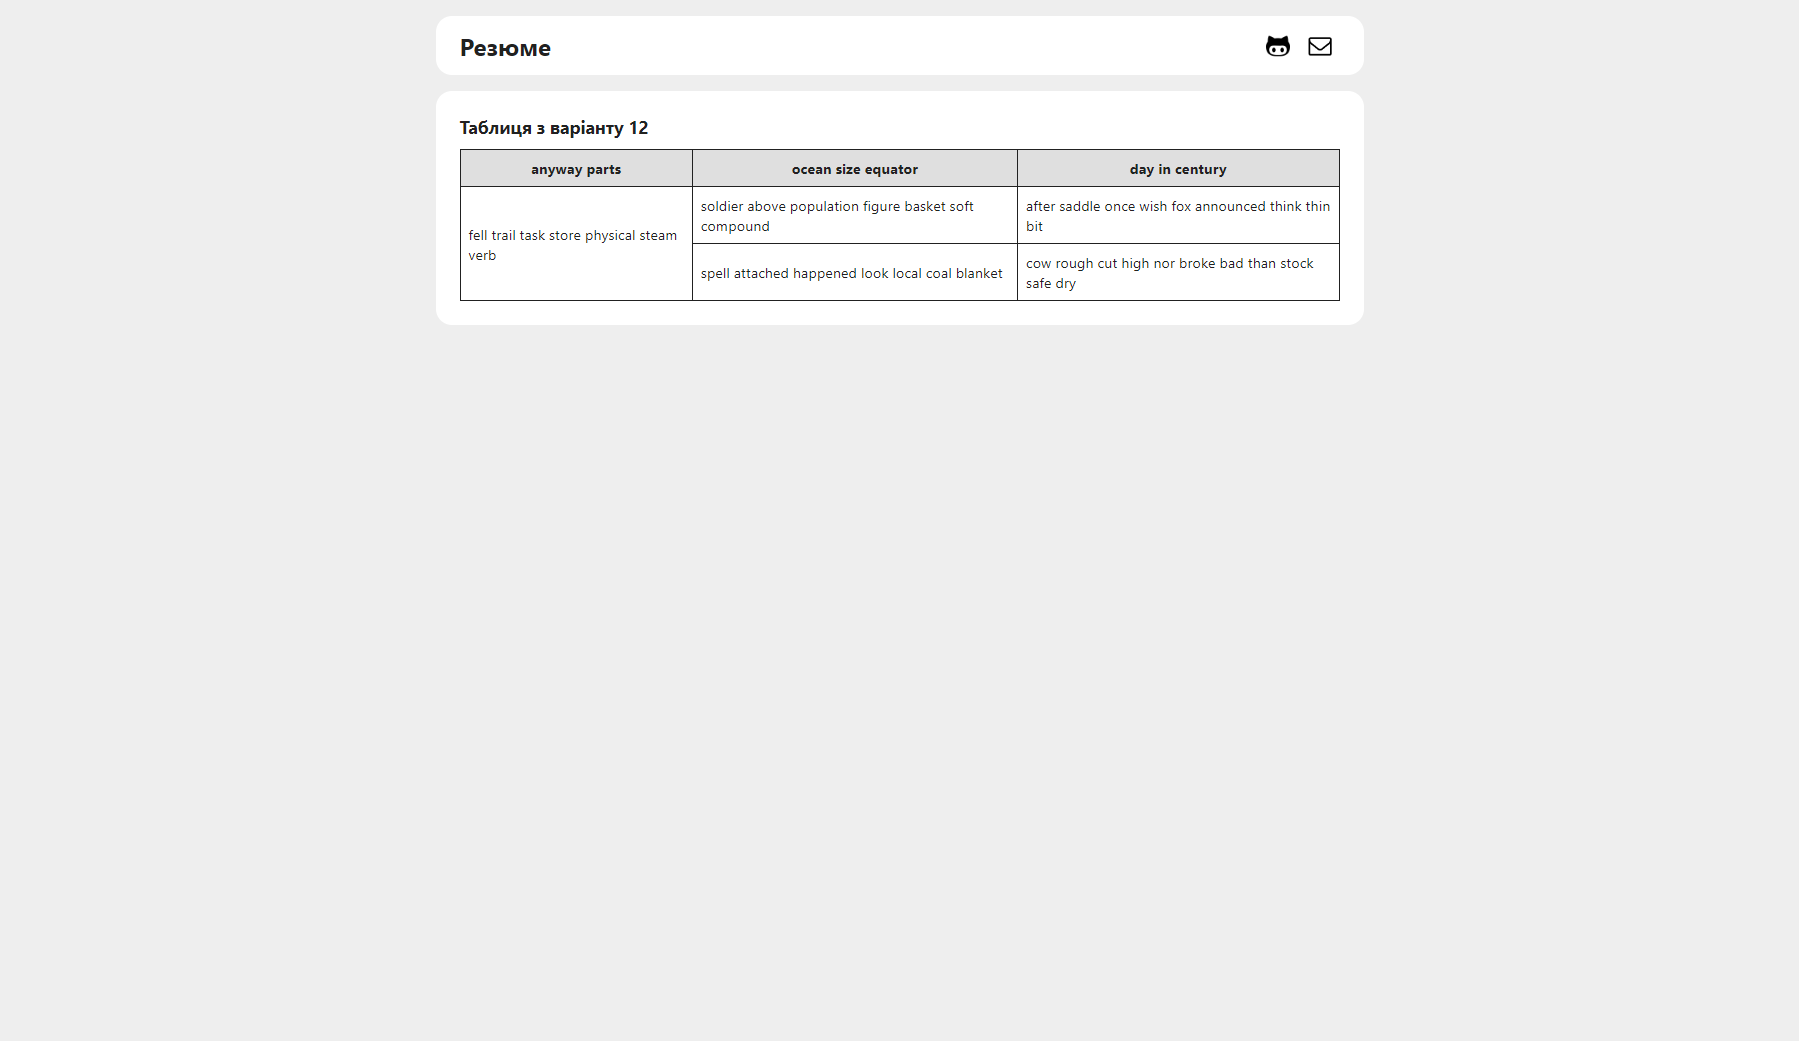 Резюме
Таблиця з варіанту 12
anyway parts
ocean size equator
day in century
fell trail task store physical steam
verb
soldier above population figure basket soft
compound
after saddle once wish fox announced think thin
bit
spell attached happened look local coal blanket
cow rough cut high nor broke bad than stock
safe dry